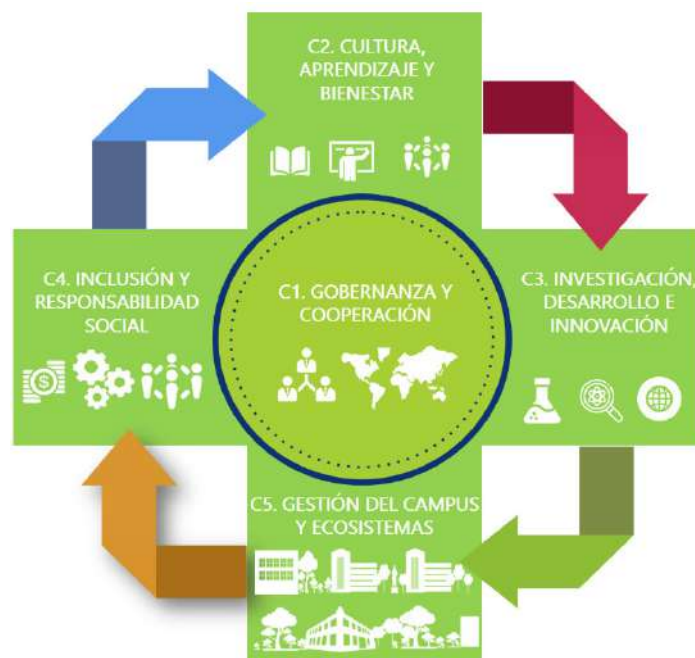 C2. CULTURA,
APRENDIZAJE Y
BIENESTAR
C4. INCLUSIÓN Y
RESPONSABILIDAD
SOCIAL
C1. GOBERNANZA Y
COOPERACIÓN
C3. INVESTIGACIÓN,
DESARROLLO E
INNOVACIÓN
C5. GESTIÓN DEL CAMPUS
Y ECOSISTEMAS